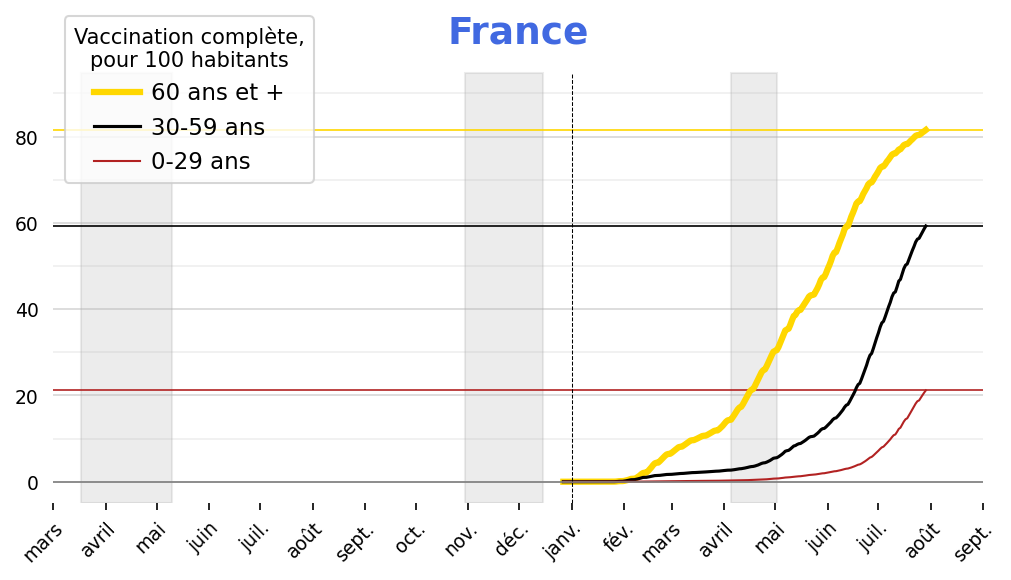 France
Vaccination complète,
pour 100 habitants
60 ans et +
30-59 ans
0-29 ans
80
60
40
20
0
mars
avril
mai
juin
juil.
août
sept.
oct.
nov.
déc.
janv.
fév.
mars
avril
mai
juin
juil.
août
sept.